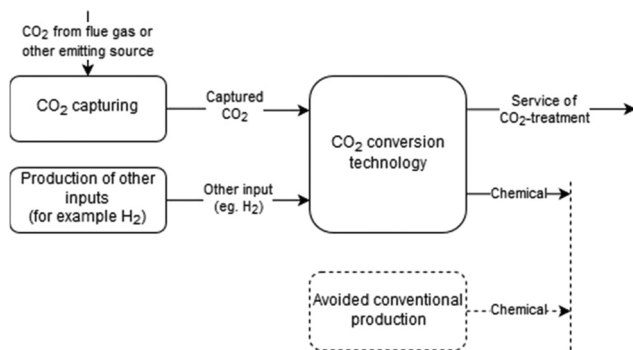 CO₂ from flue gas or
other emitting source
CO₂ capturing
Captured
CO₂
CO₂ conversion
technology
Service of
CO₂-treatment
Production of other
inputs
(for example H₂)
Other input
(eg. H₂)
Chemical
Avoided conventional
production
Chemical